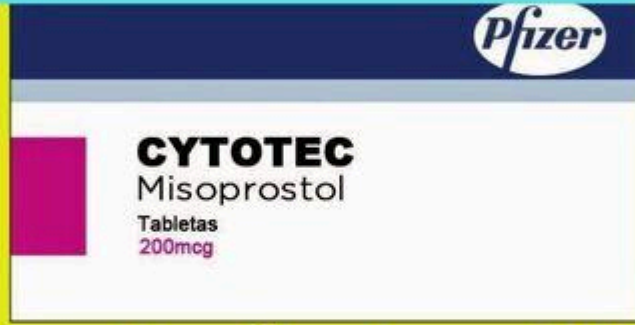 Pfizer
CYTOTEC
Misoprostol
Tabletas
200mcg